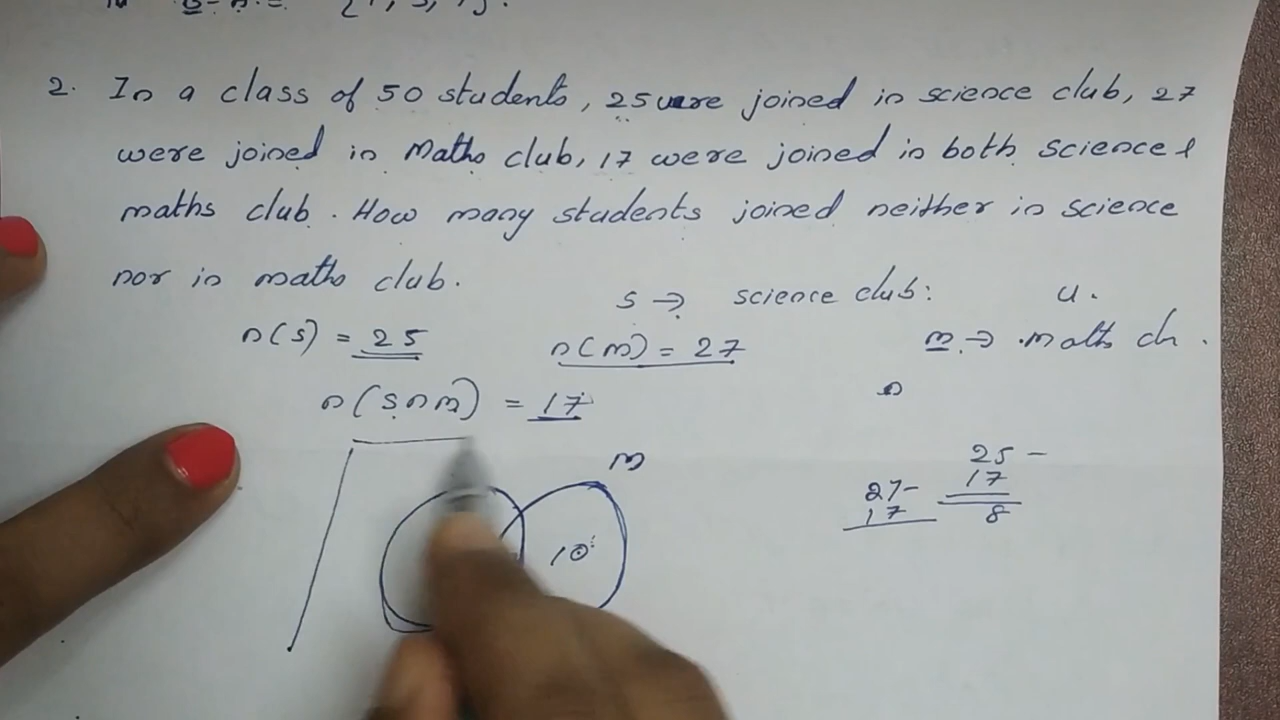 2. In a class of 50 students, 25 were joined in science club, 27
were joined in Maths club, 17 were joined in both science &
maths club. How many students joined neither in science
nor in maths club.
s → science club: u.
n(s) = 25 n(m) = 27 m → maths ch.
n(s∩m) = 17 n
m
25 -
27- 17
17 8
10